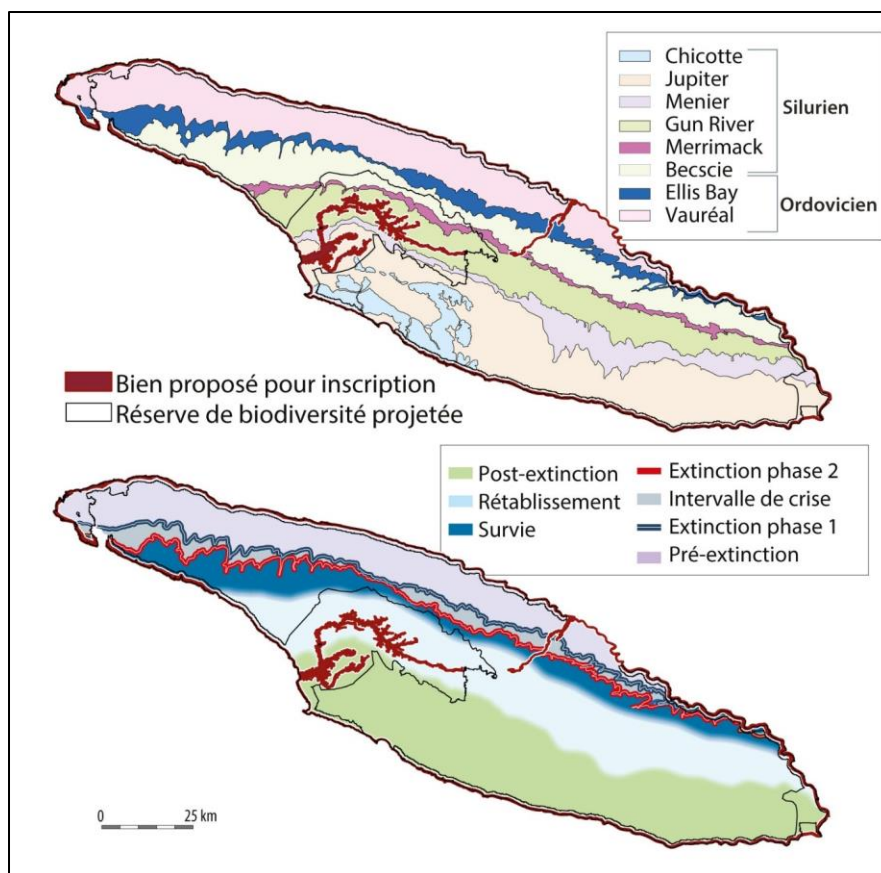 Chicotte
Jupiter
Menier
Gun River
Merrimack
Becscie
Ellis Bay
Vauréal
Silurien
Ordovicien
Bien proposé pour inscription
Réserve de biodiversité projetée
Post-extinction
Rétablissement
Survie
Extinction phase 2
Intervalle de crise
Extinction phase 1
Pré-extinction
0 25 km